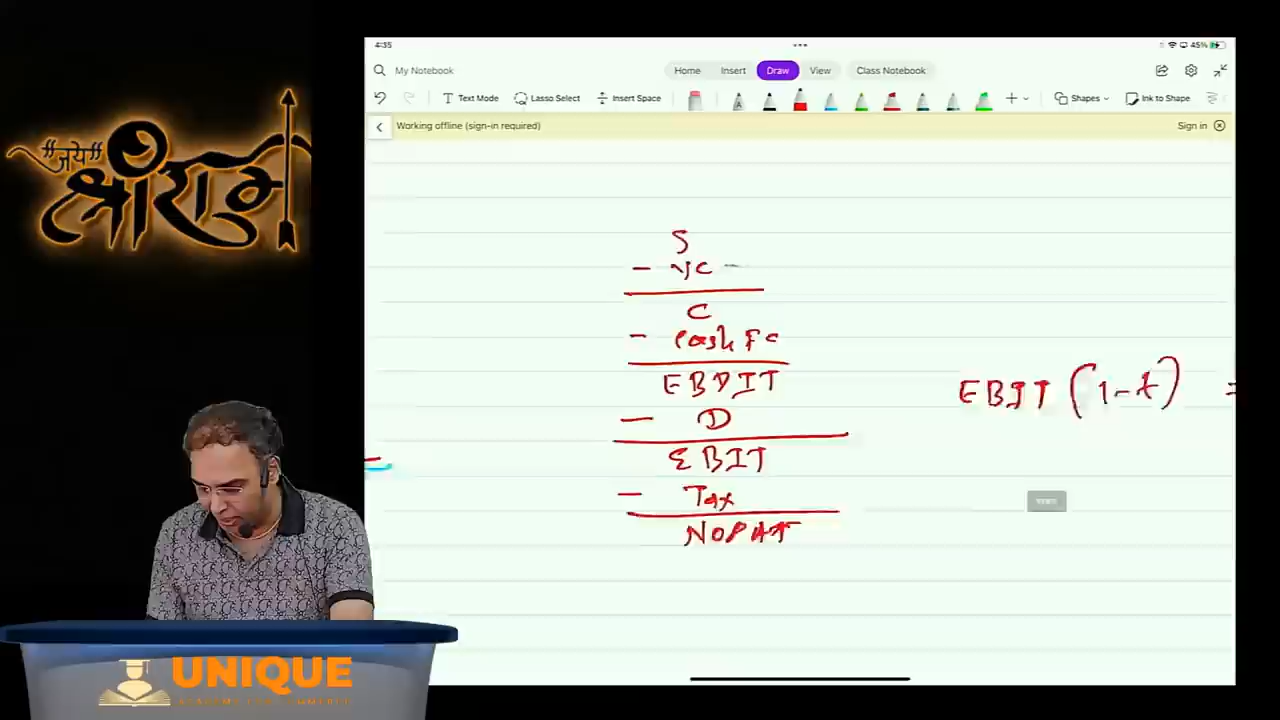 "जय"
श्री राम
UNIQUE
4:35
45%
My Notebook
Home Insert Draw View Class Notebook
Text Mode Lasso Select Insert Space Shapes Ink to Shape
Working offline (sign-in required) Sign in
S
- VC -
C
- Cash FC
EBDIT
- D
EBIT
- Tax
NOPAT
EBIT (1-t) =